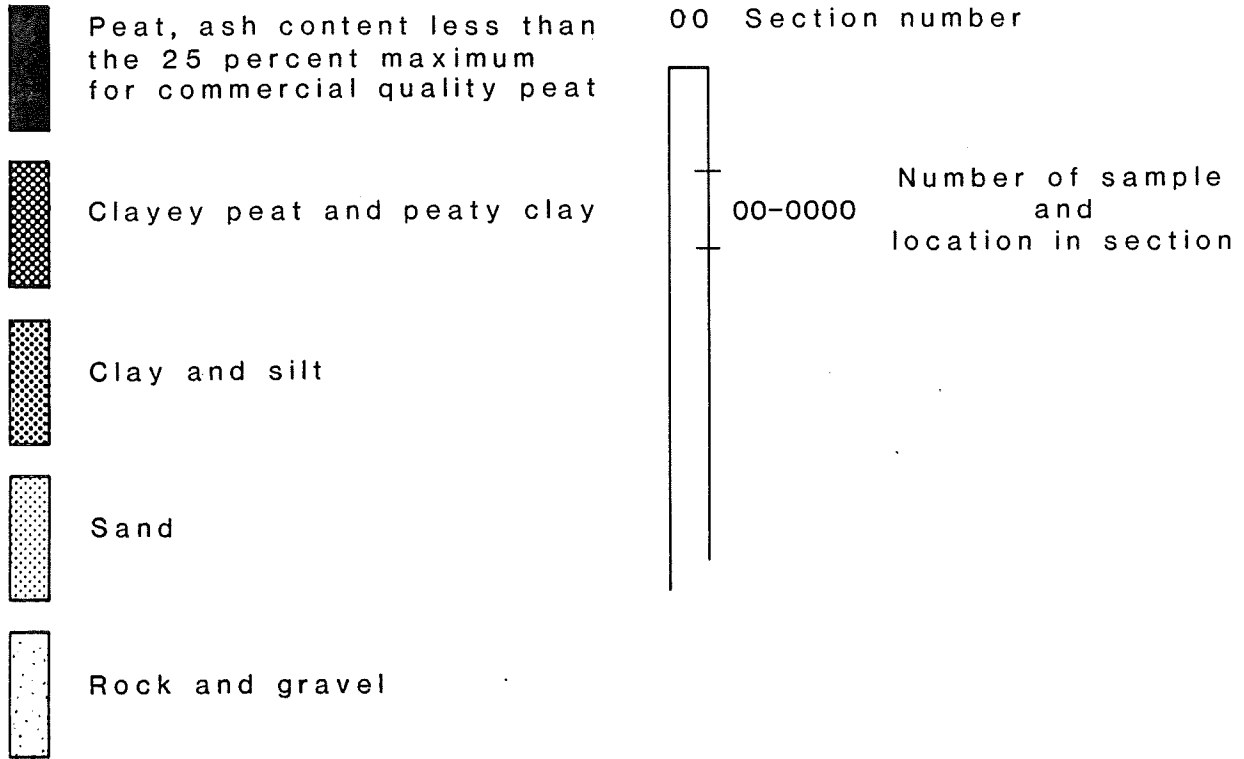 Peat, ash content less than
the 25 percent maximum
for commercial quality peat
Clayey peat and peaty clay
Clay and silt
Sand
Rock and gravel
00 Section number
00-0000
Number of sample
and
location in section